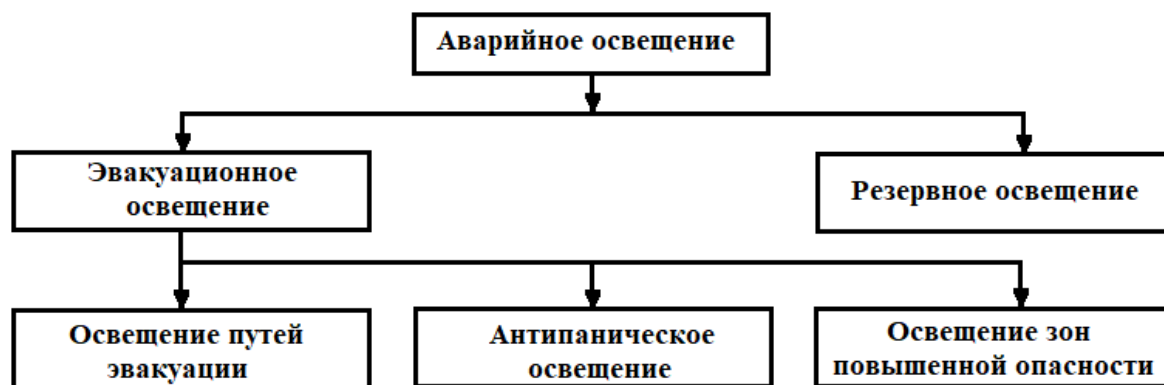 Аварийное освещение
Эвакуационное
освещение
Резервное освещение
Освещение путей
эвакуации
Антипаническое
освещение
Освещение зон
повышенной опасности